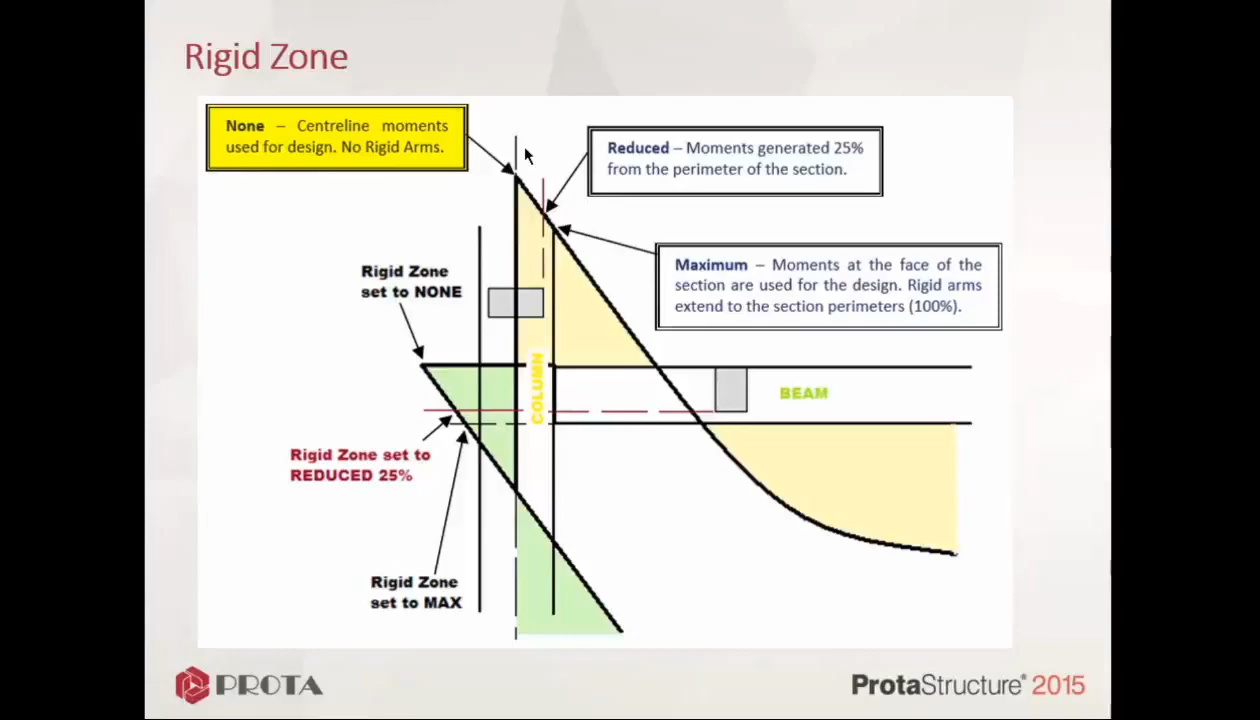 Rigid Zone
None – Centreline moments
used for design. No Rigid Arms.
Reduced – Moments generated 25%
from the perimeter of the section.
Maximum – Moments at the face of the
section are used for the design. Rigid arms
extend to the section perimeters (100%).
Rigid Zone
set to NONE
COLUMN
BEAM
Rigid Zone set to
REDUCED 25%
Rigid Zone
set to MAX
PROTA
ProtaStructure® 2015